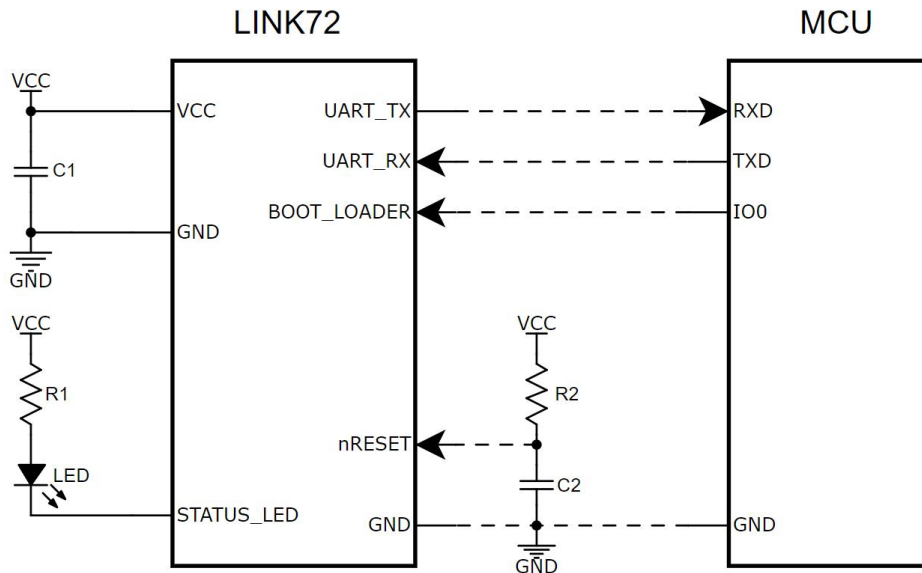 LINK72
MCU
VCC
VCC
C1
GND
GND
UART_TX
UART_RX
BOOT_LOADER
RXD
TXD
IO0
VCC
R1
LED
STATUS_LED
VCC
R2
nRESET
C2
GND
GND
GND